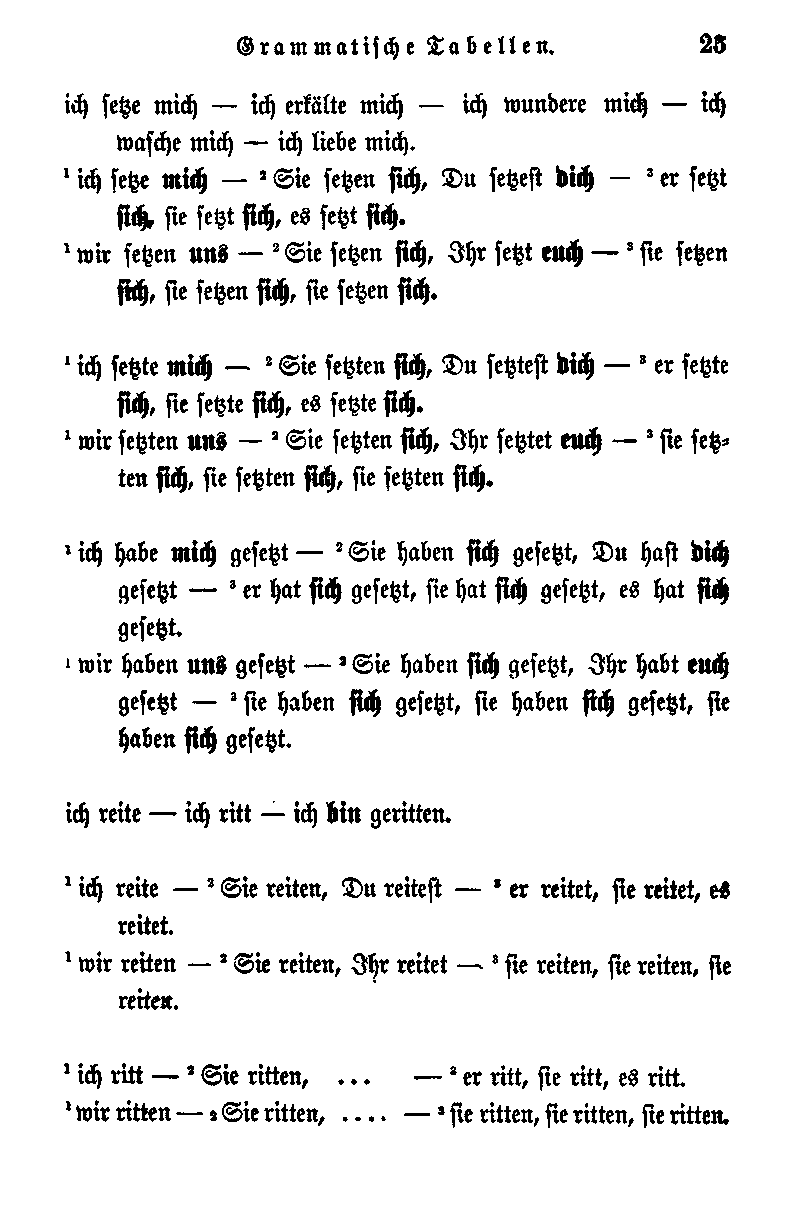 Grammatische Tabellen. 25
ich setze mich — ich erkälte mich — ich wundere mich — ich
wasche mich — ich liebe mich.
¹ ich setze mich — ² Sie setzen sich, Du setzest dich — ³ er setzt
sich, sie setzt sich, es setzt sich.
¹ wir setzen uns — ² Sie setzen sich, Ihr setzt euch — ³ sie setzen
sich, sie setzen sich, sie setzen sich.
¹ ich setzte mich — ² Sie setzten sich, Du setztest dich — ³ er setzte
sich, sie setzte sich, es setzte sich.
¹ wir setzten uns — ² Sie setzten sich, Ihr setztet euch — ³ sie setz-
ten sich, sie setzten sich, sie setzten sich.
¹ ich habe mich gesetzt — ² Sie haben sich gesetzt, Du hast dich
gesetzt — ³ er hat sich gesetzt, sie hat sich gesetzt, es hat sich
gesetzt.
¹ wir haben uns gesetzt — ² Sie haben sich gesetzt, Ihr habt euch
gesetzt — ³ sie haben sich gesetzt, sie haben sich gesetzt, sie
haben sich gesetzt.
ich reite — ich ritt — ich bin geritten.
¹ ich reite — ² Sie reiten, Du reitest — ³ er reitet, sie reitet, es
reitet.
¹ wir reiten — ² Sie reiten, Ihr reitet — ³ sie reiten, sie reiten, sie
reiten.
¹ ich ritt — ² Sie ritten, ... — ³ er ritt, sie ritt, es ritt.
¹ wir ritten — ² Sie ritten, .... — ³ sie ritten, sie ritten, sie ritten.